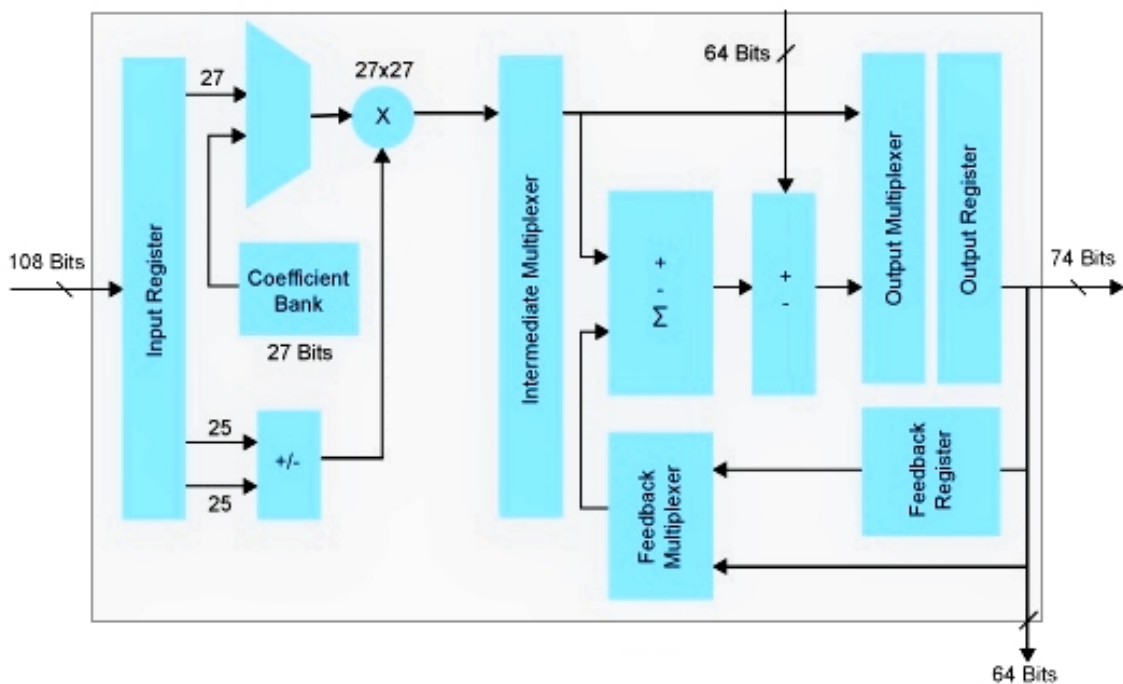 64 Bits
27
27x27
X
108 Bits
Input Register
Coefficient
Bank
27 Bits
25
25
+/-
Intermediate Multiplexer
Σ - +
+
-
Output Multiplexer
Output Register
74 Bits
Feedback
Multiplexer
Feedback
Register
64 Bits